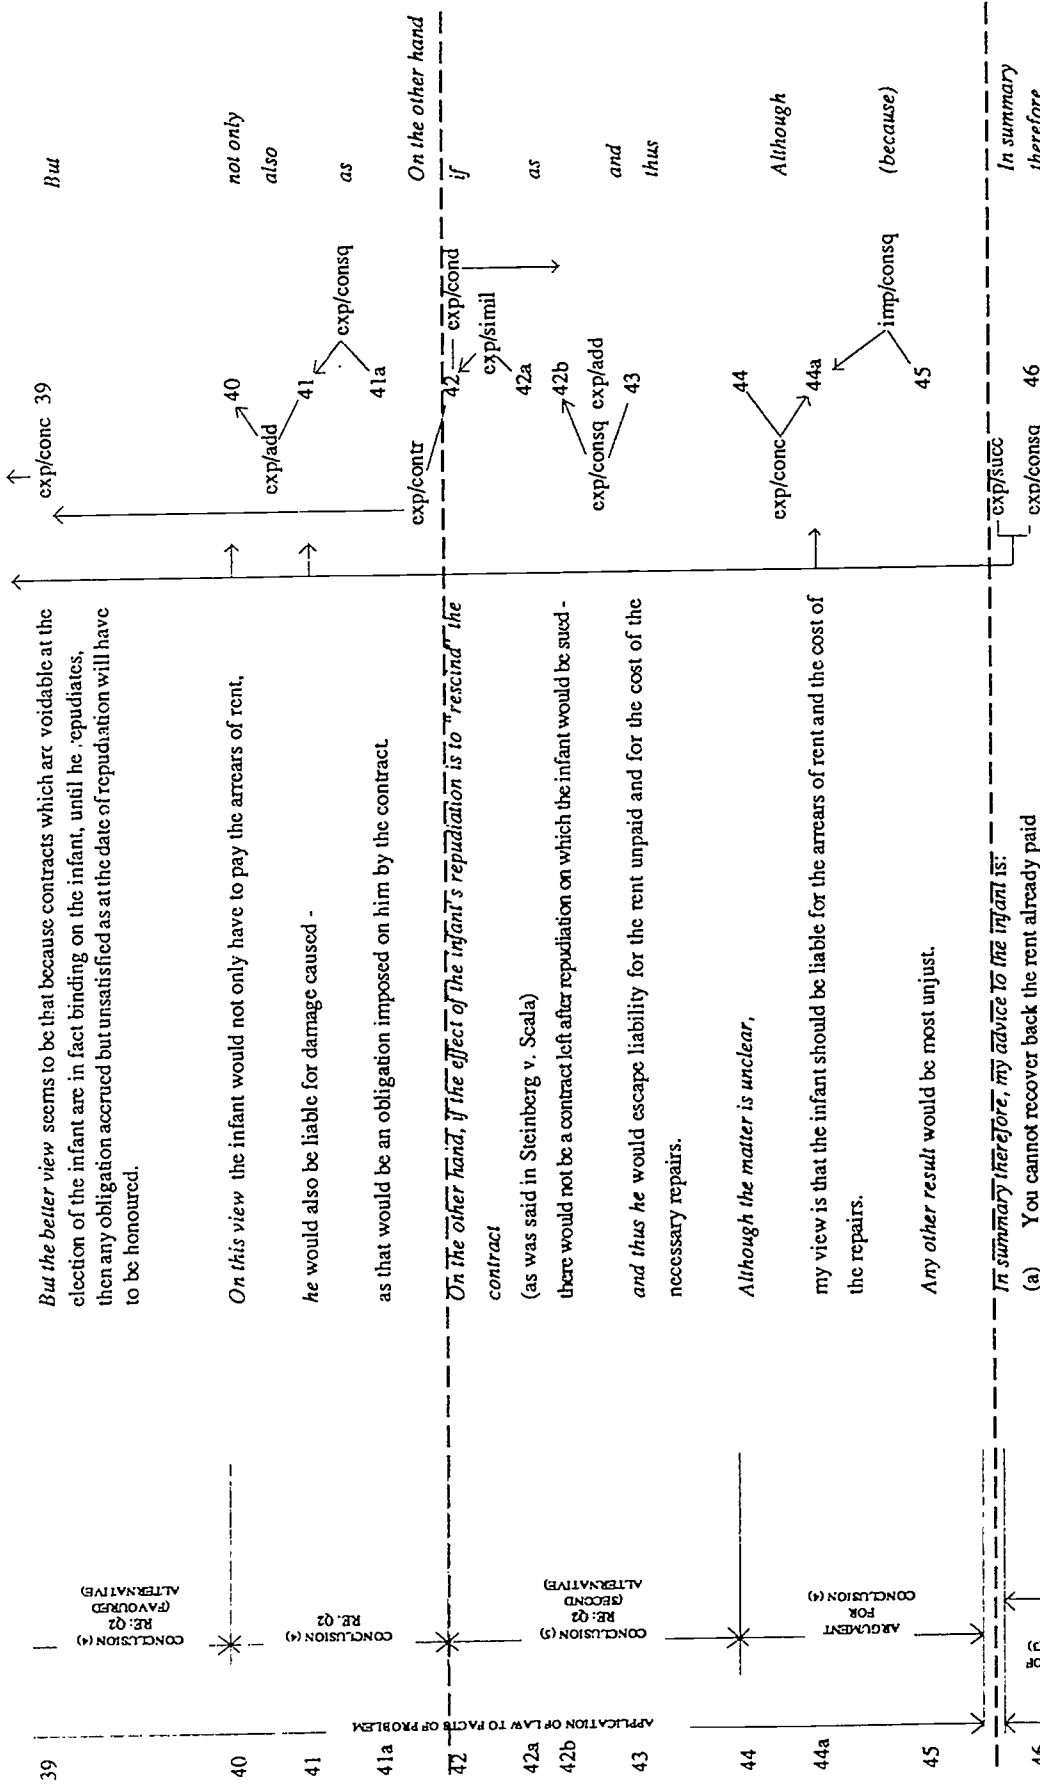 39
40
41
41a
42
42a
42b
43
44
44a
45
46
APPLICATION OF LAW TO FACTS OF PROBLEM
CONCLUSION (4)
RE: Q2
(FAVOURED
ALTERNATIVE)
CONCLUSION (4)
RE: Q2
CONCLUSION (5)
RE: Q2
(SECOND
ALTERNATIVE)
ARGUMENT
FOR
CONCLUSION (4)
But the better view seems to be that because contracts which are voidable at the
election of the infant are in fact binding on the infant, until he repudiates,
then any obligation accrued but unsatisfied as at the date of repudiation will have
to be honoured.
On this view the infant would not only have to pay the arrears of rent,
he would also be liable for damage caused -
as that would be an obligation imposed on him by the contract.
On the other hand, if the effect of the infant's repudiation is to "rescind" the
contract
(as was said in Steinberg v. Scala)
there would not be a contract left after repudiation on which the infant would be sued -
and thus he would escape liability for the rent unpaid and for the cost of the
necessary repairs.
Although the matter is unclear,
my view is that the infant should be liable for the arrears of rent and the cost of
the repairs.
Any other result would be most unjust.
In summary therefore, my advice to the infant is:
(a) You cannot recover back the rent already paid
exp/conc 39
40
exp/add
41
exp/consq
41a
exp/contr
42 exp/cond
exp/simil
42a
42b
exp/consq exp/add
43
44
exp/conc
44a
imp/consq
45
exp/succ
exp/consq 46
But
not only
also
as
On the other hand
if
as
and
thus
Although
(because)
In summary
therefore